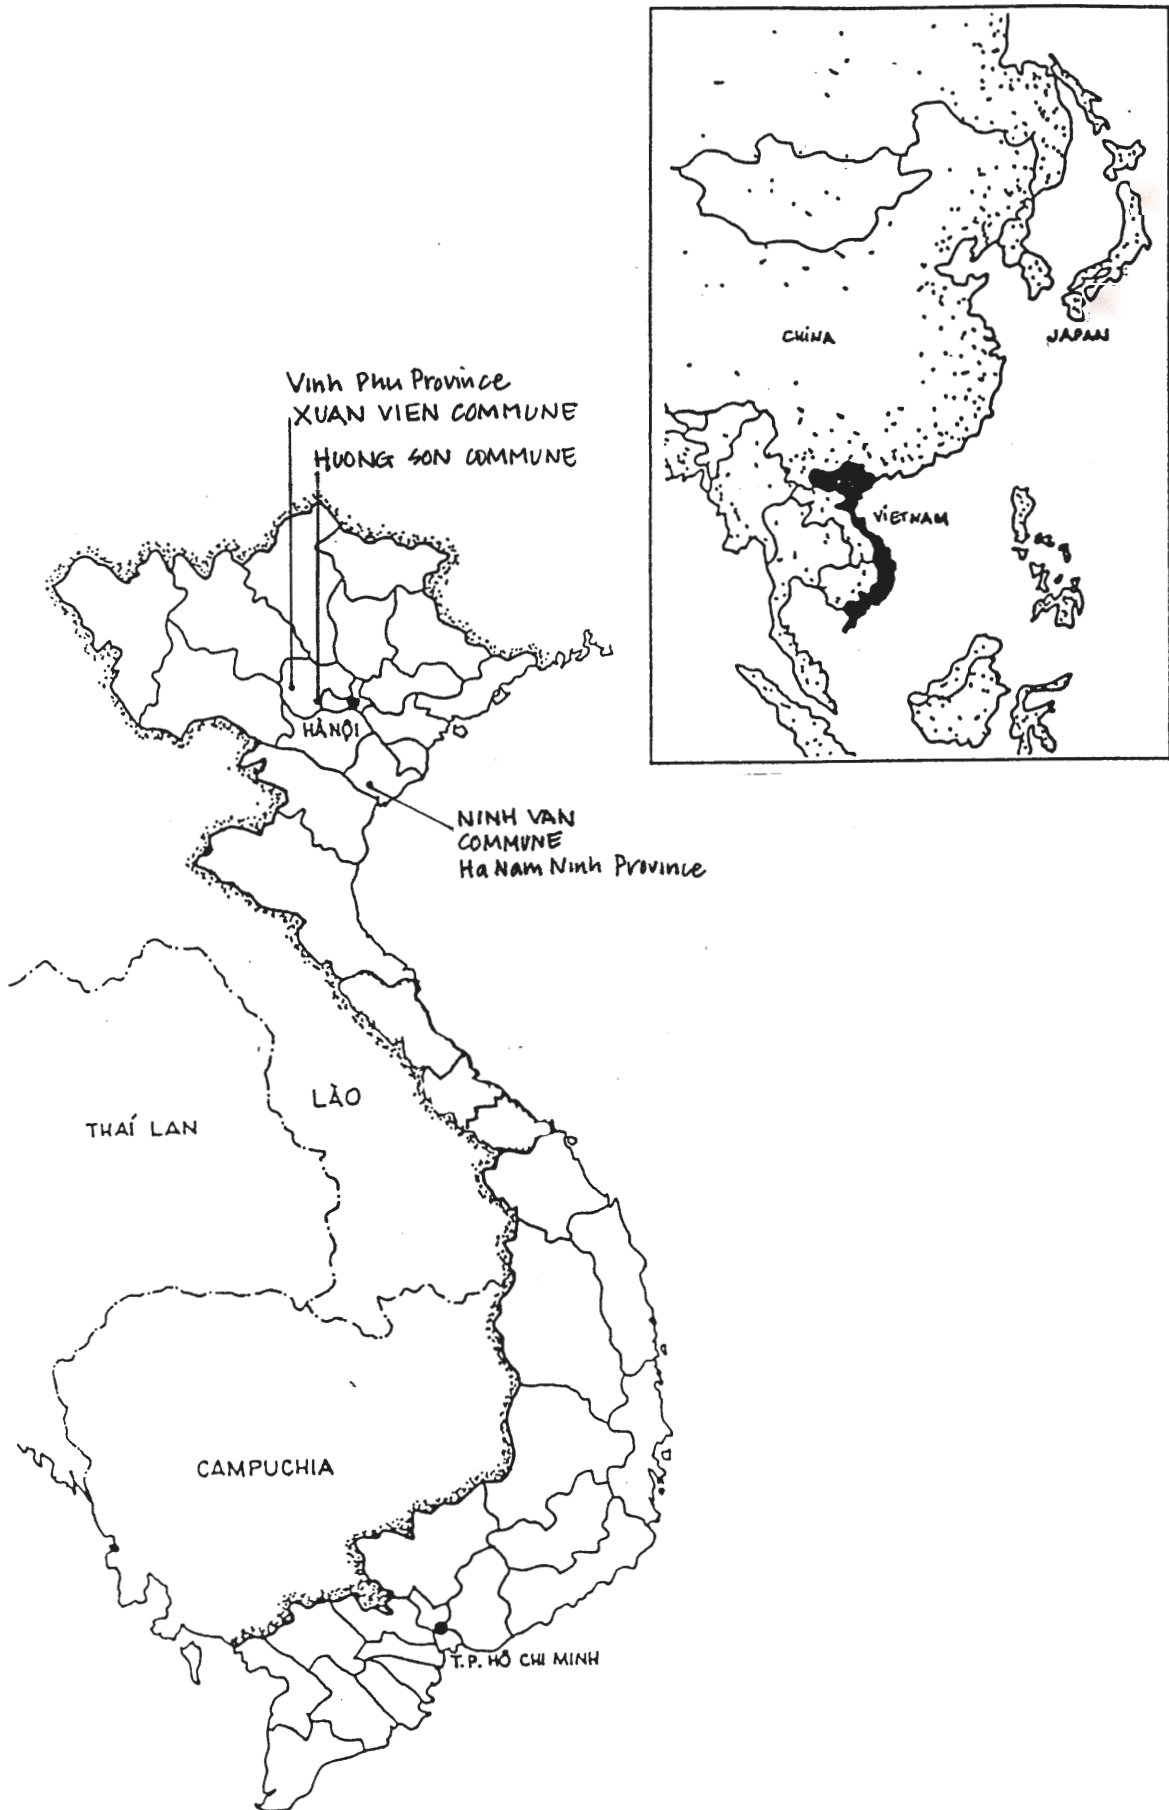 CHINA
JAPAN
VIETNAM
Vinh Phu Province
XUAN VIEN COMMUNE
HUONG SON COMMUNE
HÀ NỘI
NINH VAN
COMMUNE
Ha Nam Ninh Province
LÀO
THAÍ LAN
CAMPUCHIA
T.P. HỒ CHI MINH